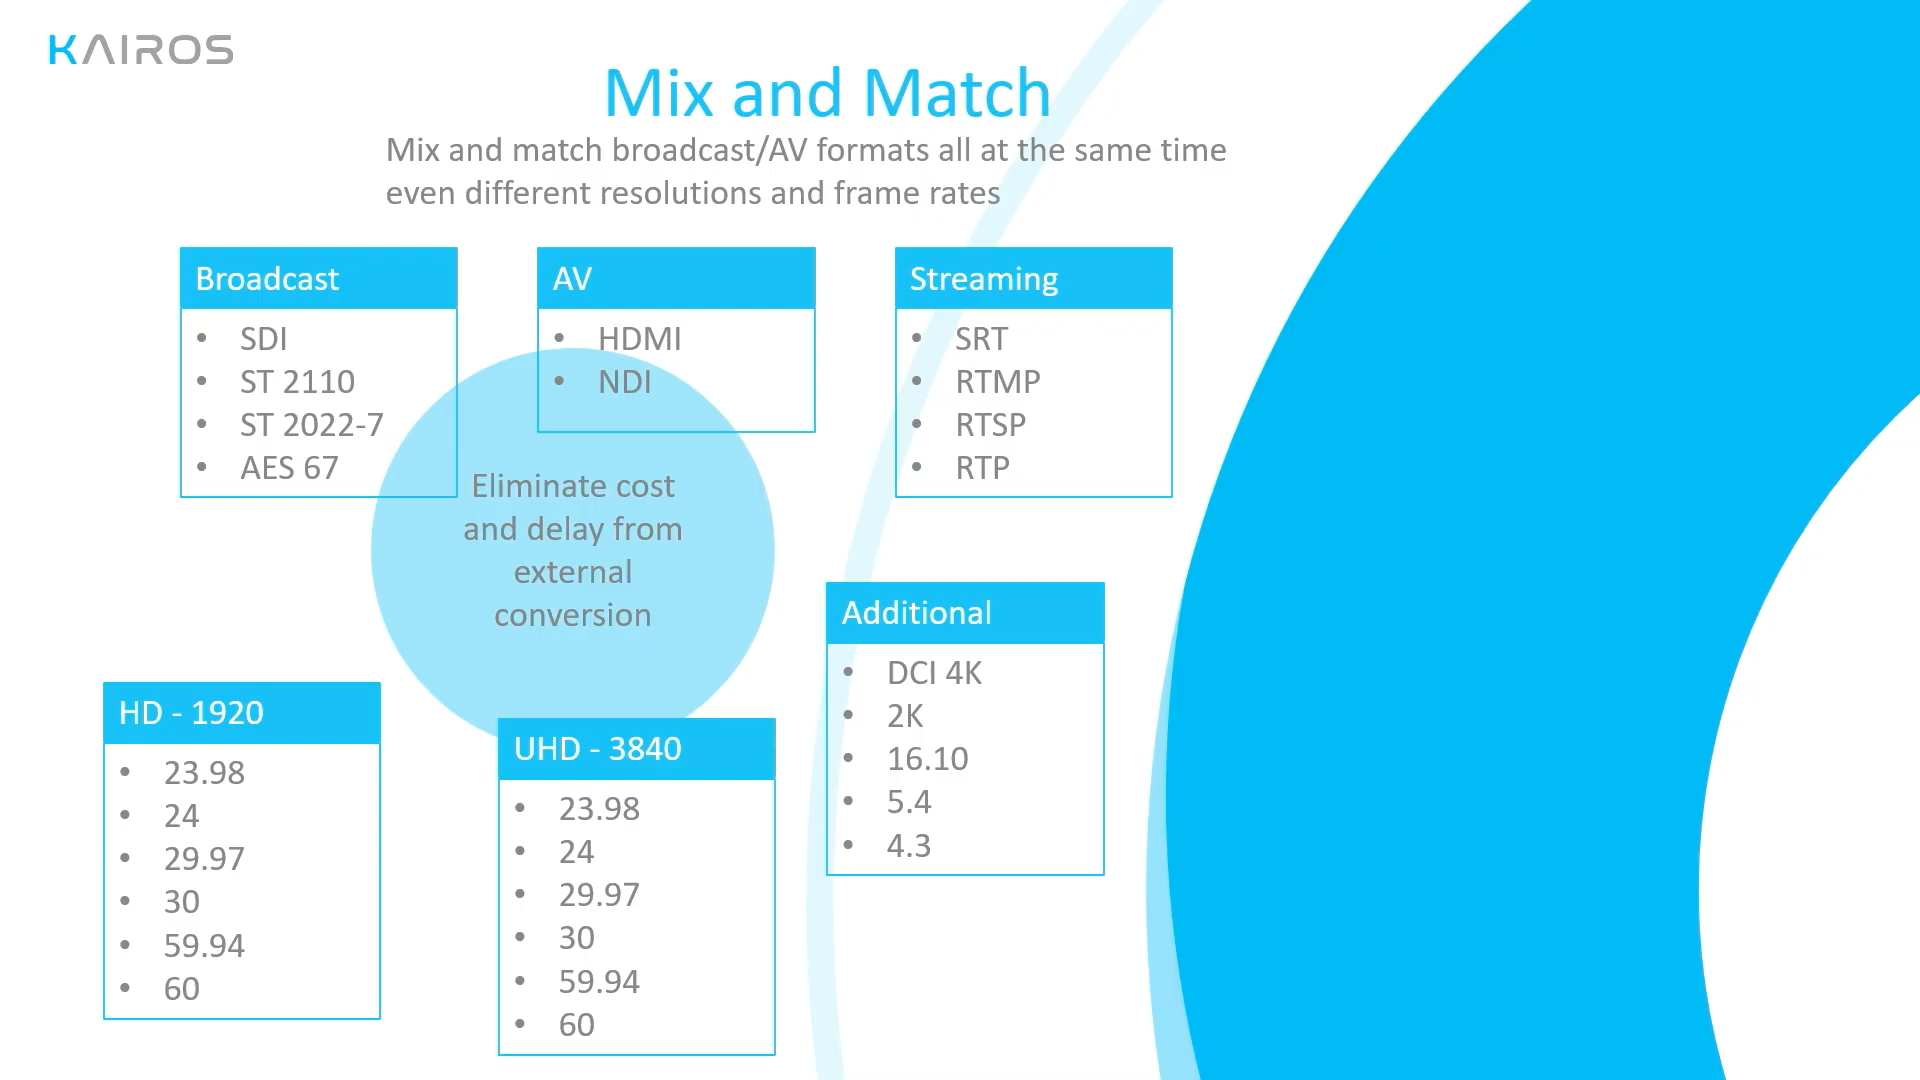 KAIROS
Mix and Match
Mix and match broadcast/AV formats all at the same time
even different resolutions and frame rates
Broadcast
• SDI
• ST 2110
• ST 2022-7
• AES 67
AV
• HDMI
• NDI
Streaming
• SRT
• RTMP
• RTSP
• RTP
Eliminate cost
and delay from
external
conversion
Additional
• DCI 4K
• 2K
• 16.10
• 5.4
• 4.3
HD - 1920
• 23.98
• 24
• 29.97
• 30
• 59.94
• 60
UHD - 3840
• 23.98
• 24
• 29.97
• 30
• 59.94
• 60